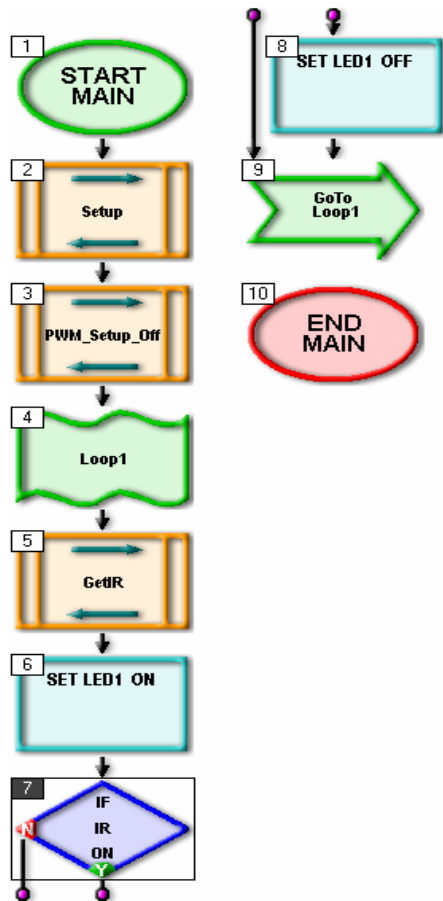 1
START
MAIN
2
Setup
3
PWM_Setup_Off
4
Loop1
5
GetIR
6
SET LED1 ON
7
IF
IR
ON
N
Y
8
SET LED1 OFF
9
GoTo
Loop1
10
END
MAIN